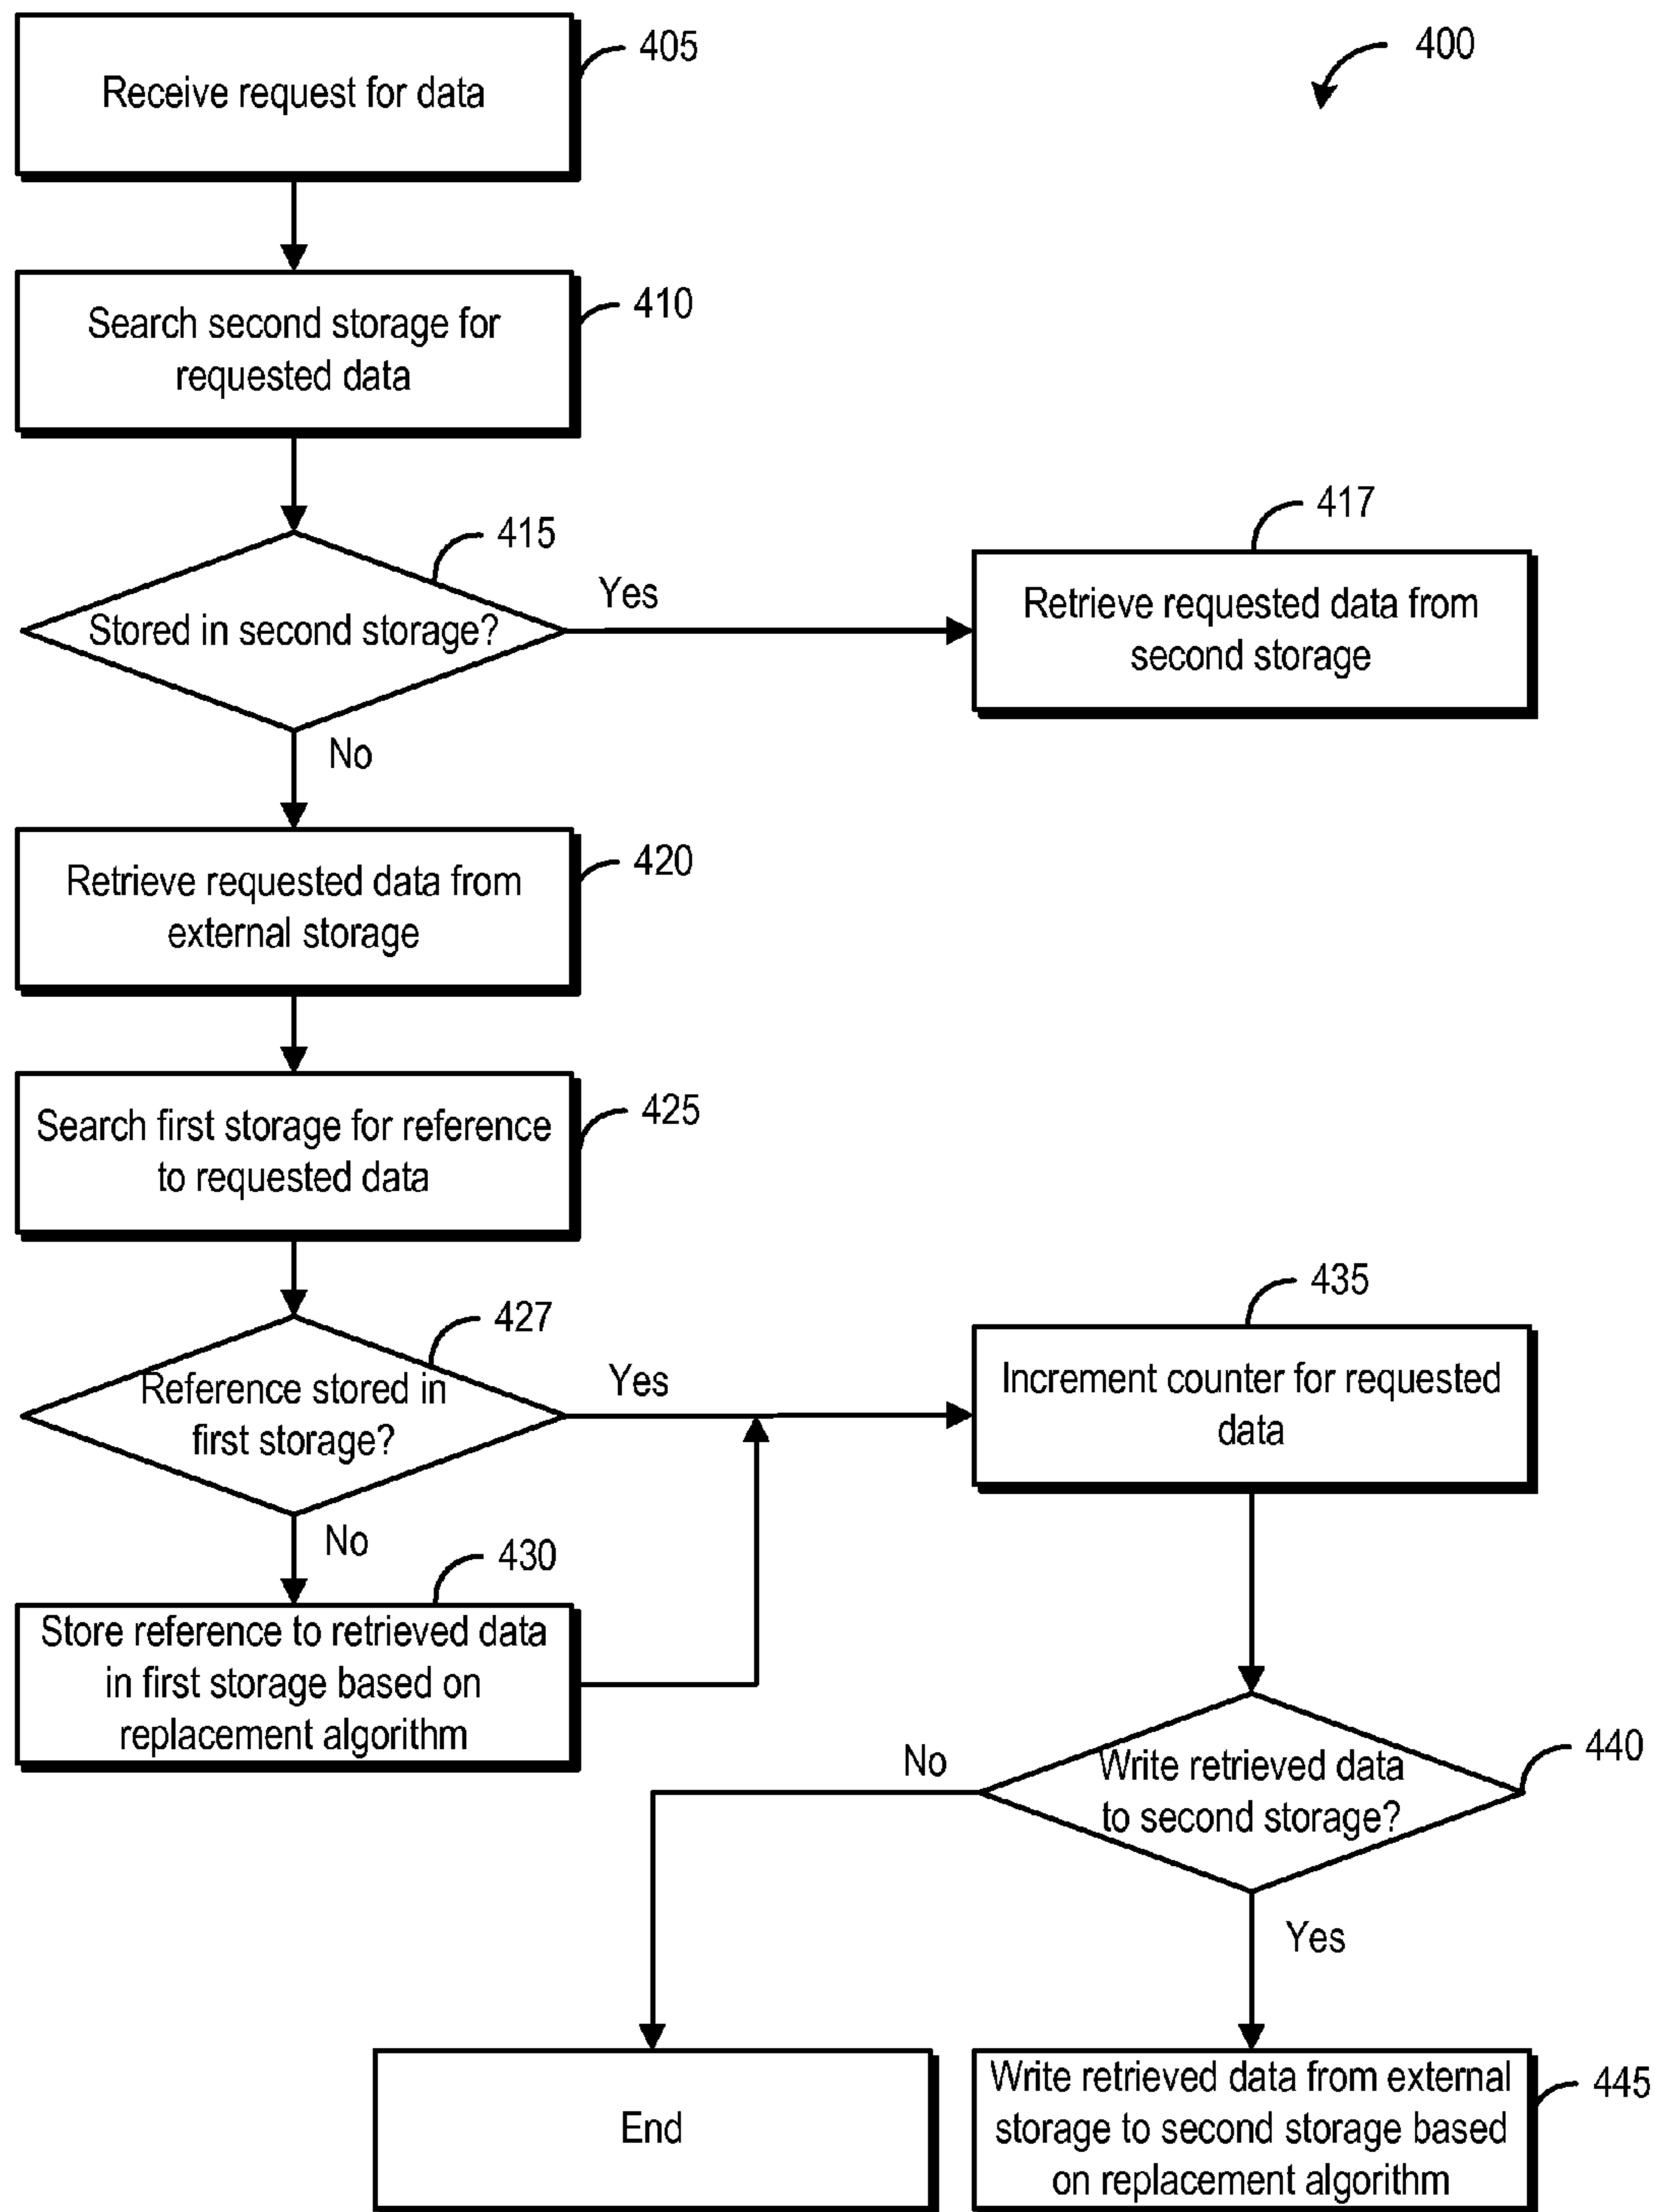 405
400
Receive request for data
410
Search second storage for
requested data
415
417
Yes
Stored in second storage?
Retrieve requested data from
second storage
No
420
Retrieve requested data from
external storage
425
Search first storage for reference
to requested data
427
435
Yes
Reference stored in
first storage?
Increment counter for requested
data
No
430
Store reference to retrieved data
in first storage based on
replacement algorithm
No
440
Write retrieved data
to second storage?
Yes
End
445
Write retrieved data from external
storage to second storage based
on replacement algorithm